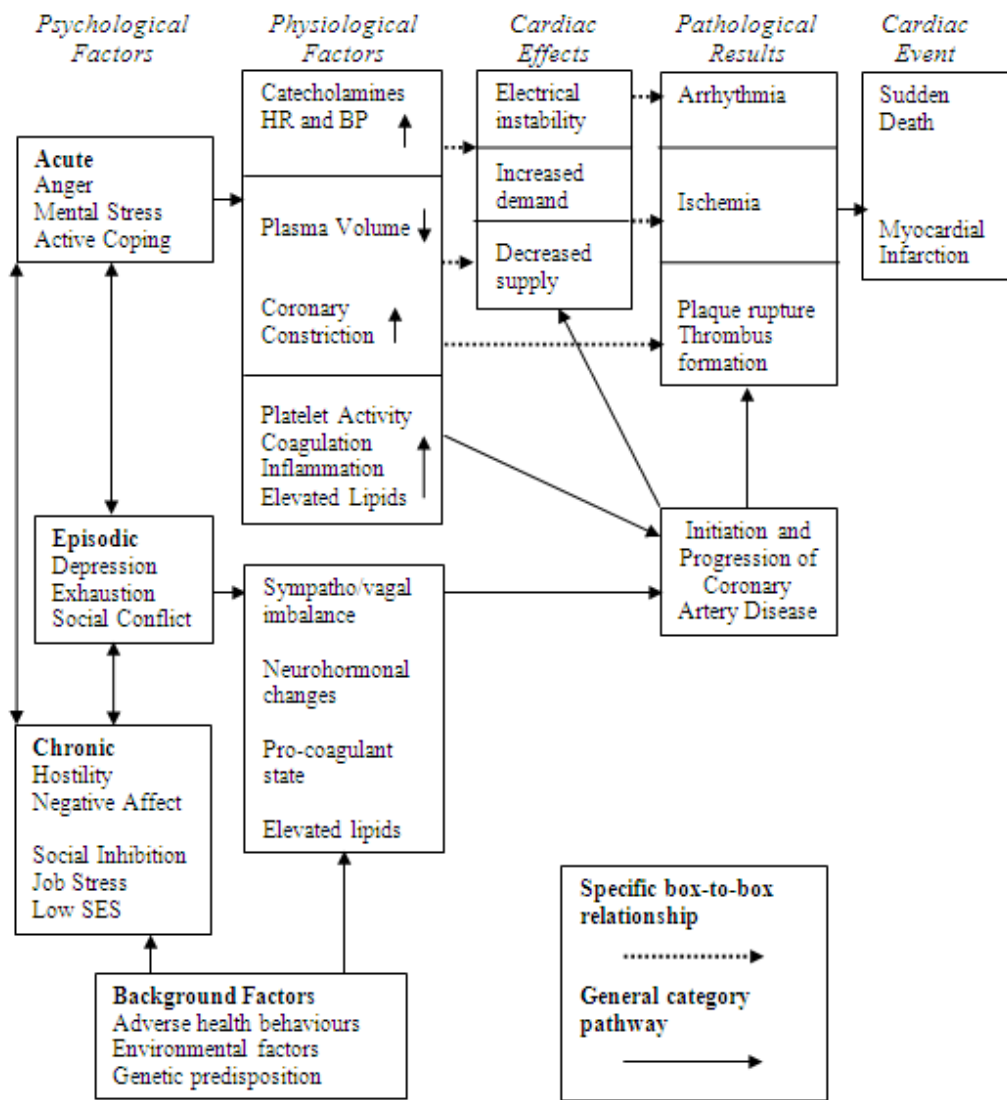 Psychological
Factors
Physiological
Factors
Cardiac
Effects
Pathological
Results
Cardiac
Event
Acute
Anger
Mental Stress
Active Coping
Catecholamines
HR and BP
Plasma Volume
Coronary
Constriction
Platelet Activity
Coagulation
Inflammation
Elevated Lipids
Electrical
instability
Increased
demand
Decreased
supply
Arrhythmia
Ischemia
Plaque rupture
Thrombus
formation
Sudden
Death
Myocardial
Infarction
Episodic
Depression
Exhaustion
Social Conflict
Sympatho/vagal
imbalance
Neurohormonal
changes
Pro-coagulant
state
Elevated lipids
Initiation and
Progression of
Coronary
Artery Disease
Chronic
Hostility
Negative Affect
Social Inhibition
Job Stress
Low SES
Background Factors
Adverse health behaviours
Environmental factors
Genetic predisposition
Specific box-to-box
relationship
General category
pathway